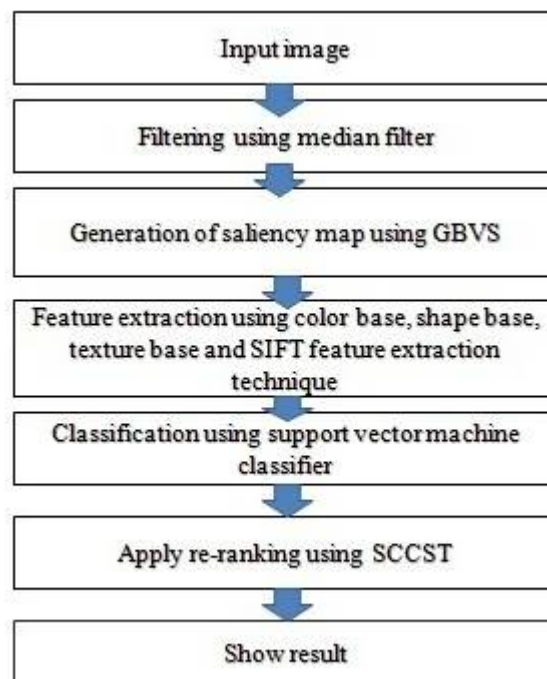 Input image
Filtering using median filter
Generation of saliency map using GBVS
Feature extraction using color base, shape base,
texture base and SIFT feature extraction
technique
Classification using support vector machine
classifier
Apply re-ranking using SCCST
Show result